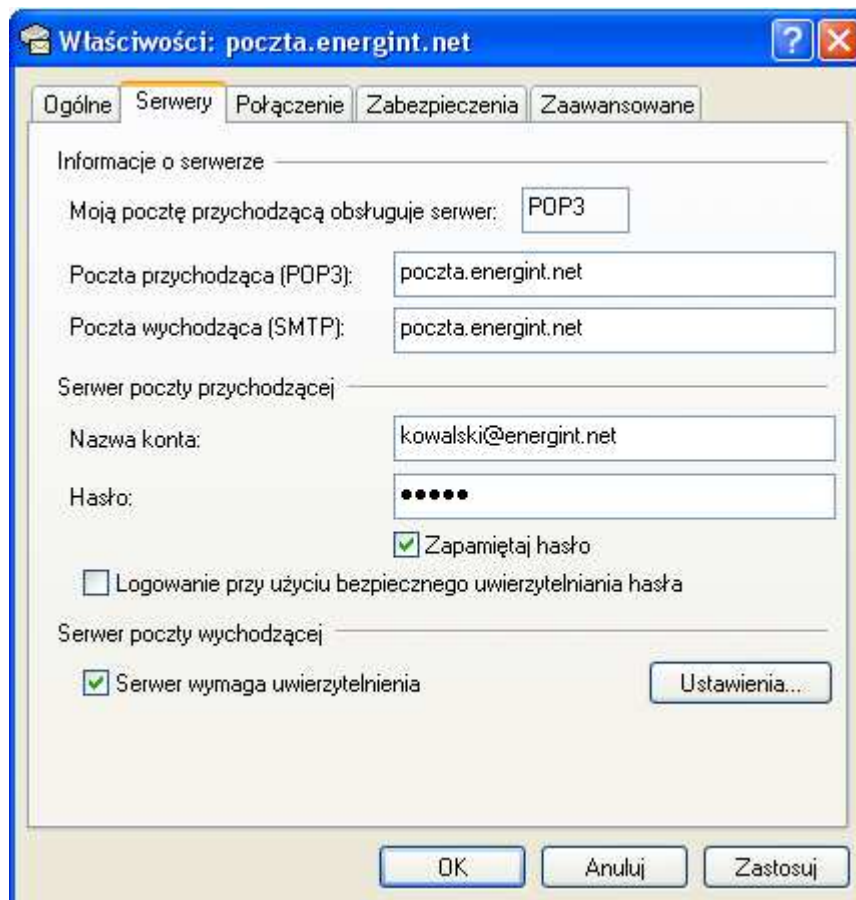 Właściwości: poczta.energint.net
Ogólne Serwery Połączenie Zabezpieczenia Zaawansowane
Informacje o serwerze
Moją pocztę przychodzącą obsługuje serwer: POP3
Poczta przychodząca (POP3): poczta.energint.net
Poczta wychodząca (SMTP): poczta.energint.net
Serwer poczty przychodzącej
Nazwa konta: kowalski@energint.net
Hasło: •••••
Zapamiętaj hasło
Logowanie przy użyciu bezpiecznego uwierzytelniania hasła
Serwer poczty wychodzącej
Serwer wymaga uwierzytelnienia Ustawienia...
OK Anuluj Zastosuj